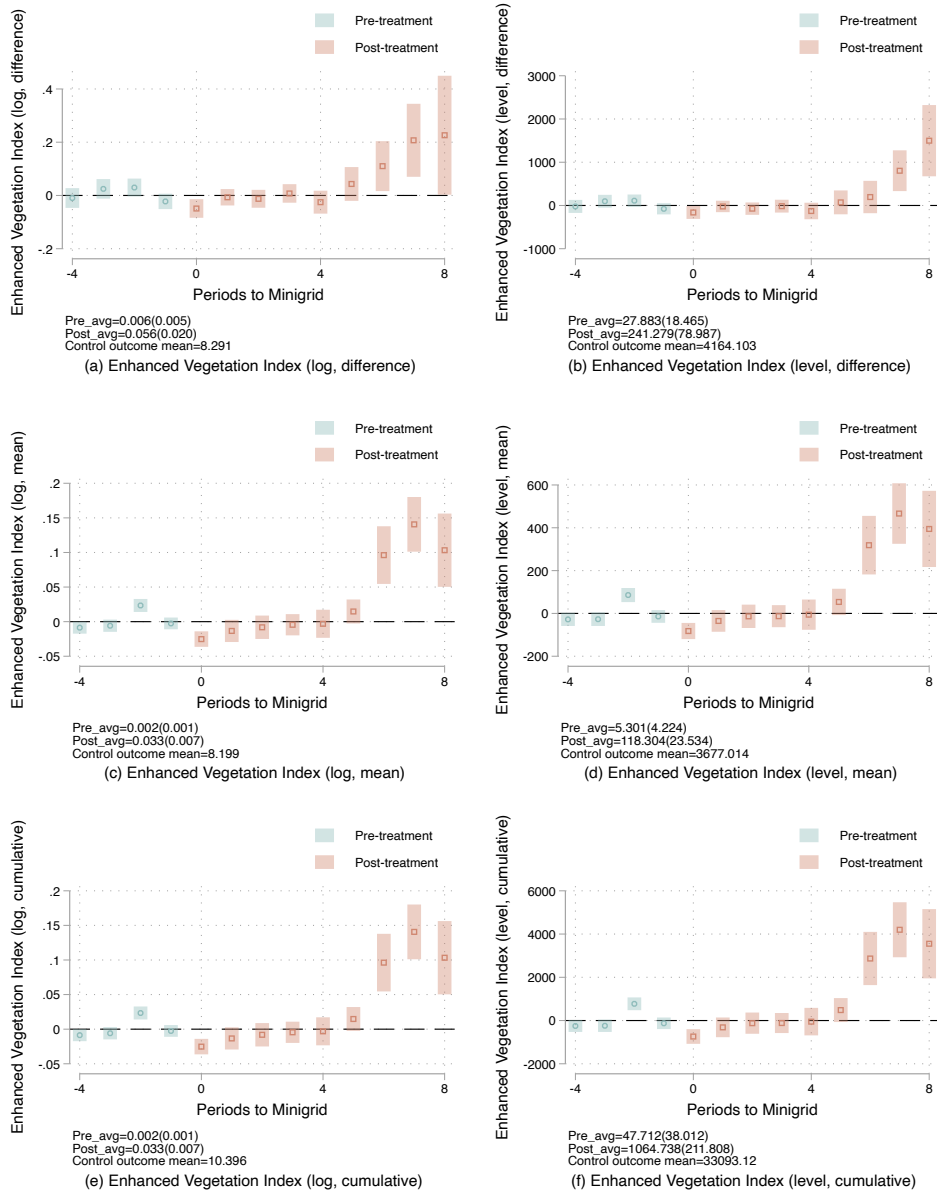 Pre-treatment
Post-treatment
Enhanced Vegetation Index (log, difference)
.4
.2
0
-.2
-4
0
4
8
Periods to Minigrid
Pre_avg=0.006(0.005)
Post_avg=0.056(0.020)
Control outcome mean=8.291
(a) Enhanced Vegetation Index (log, difference)
Pre-treatment
Post-treatment
Enhanced Vegetation Index (level, difference)
3000
2000
1000
0
-1000
-4
0
4
8
Periods to Minigrid
Pre_avg=27.883(18.465)
Post_avg=241.279(78.987)
Control outcome mean=4164.103
(b) Enhanced Vegetation Index (level, difference)
Pre-treatment
Post-treatment
Enhanced Vegetation Index (log, mean)
.2
.15
.1
.05
0
-.05
-4
0
4
8
Periods to Minigrid
Pre_avg=0.002(0.001)
Post_avg=0.033(0.007)
Control outcome mean=8.199
(c) Enhanced Vegetation Index (log, mean)
Pre-treatment
Post-treatment
Enhanced Vegetation Index (level, mean)
600
400
200
0
-200
-4
0
4
8
Periods to Minigrid
Pre_avg=5.301(4.224)
Post_avg=118.304(23.534)
Control outcome mean=3677.014
(d) Enhanced Vegetation Index (level, mean)
Pre-treatment
Post-treatment
Enhanced Vegetation Index (log, cumulative)
.2
.15
.1
.05
0
-.05
-4
0
4
8
Periods to Minigrid
Pre_avg=0.002(0.001)
Post_avg=0.033(0.007)
Control outcome mean=10.396
(e) Enhanced Vegetation Index (log, cumulative)
Pre-treatment
Post-treatment
Enhanced Vegetation Index (level, cumulative)
6000
4000
2000
0
-2000
-4
0
4
8
Periods to Minigrid
Pre_avg=47.712(38.012)
Post_avg=1064.738(211.808)
Control outcome mean=33093.12
(f) Enhanced Vegetation Index (level, cumulative)